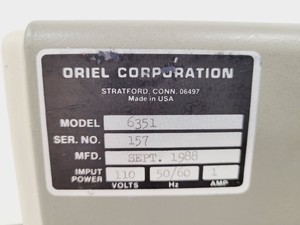 ORIEL CORPORATION
STRATFORD, CONN. 06497
Made in USA
MODEL 6351
SER. NO. 157
MFD. SEPT. 1988
IMPUT POWER 110 VOLTS 50/60 Hz 1 AMP